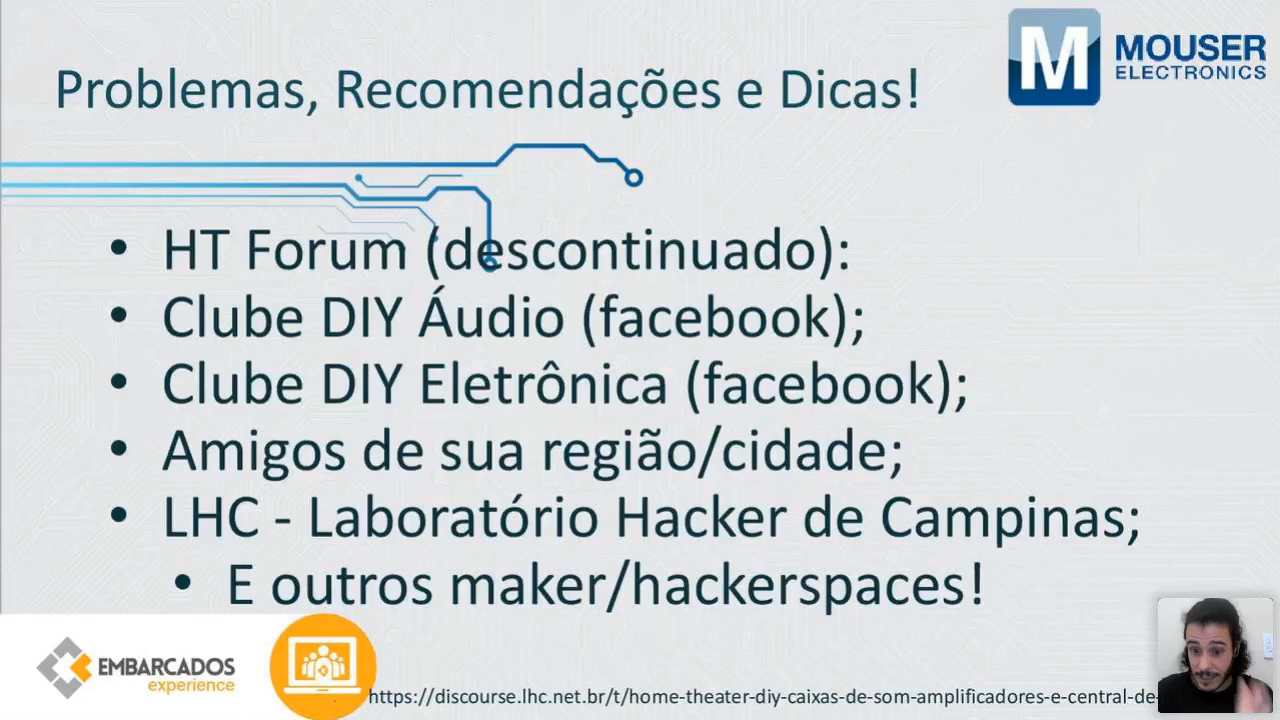 Problemas, Recomendações e Dicas!
M MOUSER
ELECTRONICS
• HT Forum (descontinuado):
• Clube DIY Áudio (facebook);
• Clube DIY Eletrônica (facebook);
• Amigos de sua região/cidade;
• LHC - Laboratório Hacker de Campinas;
• E outros maker/hackerspaces!
EMBARCADOS
experience
https://discourse.lhc.net.br/t/home-theater-diy-caixas-de-som-amplificadores-e-central-de-